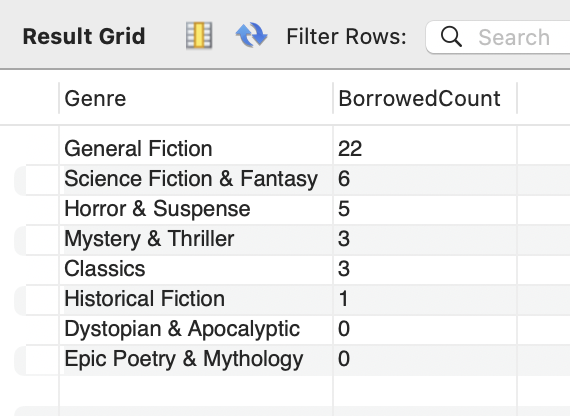 Result Grid Filter Rows: Search
Genre BorrowedCount
General Fiction 22
Science Fiction & Fantasy 6
Horror & Suspense 5
Mystery & Thriller 3
Classics 3
Historical Fiction 1
Dystopian & Apocalyptic 0
Epic Poetry & Mythology 0